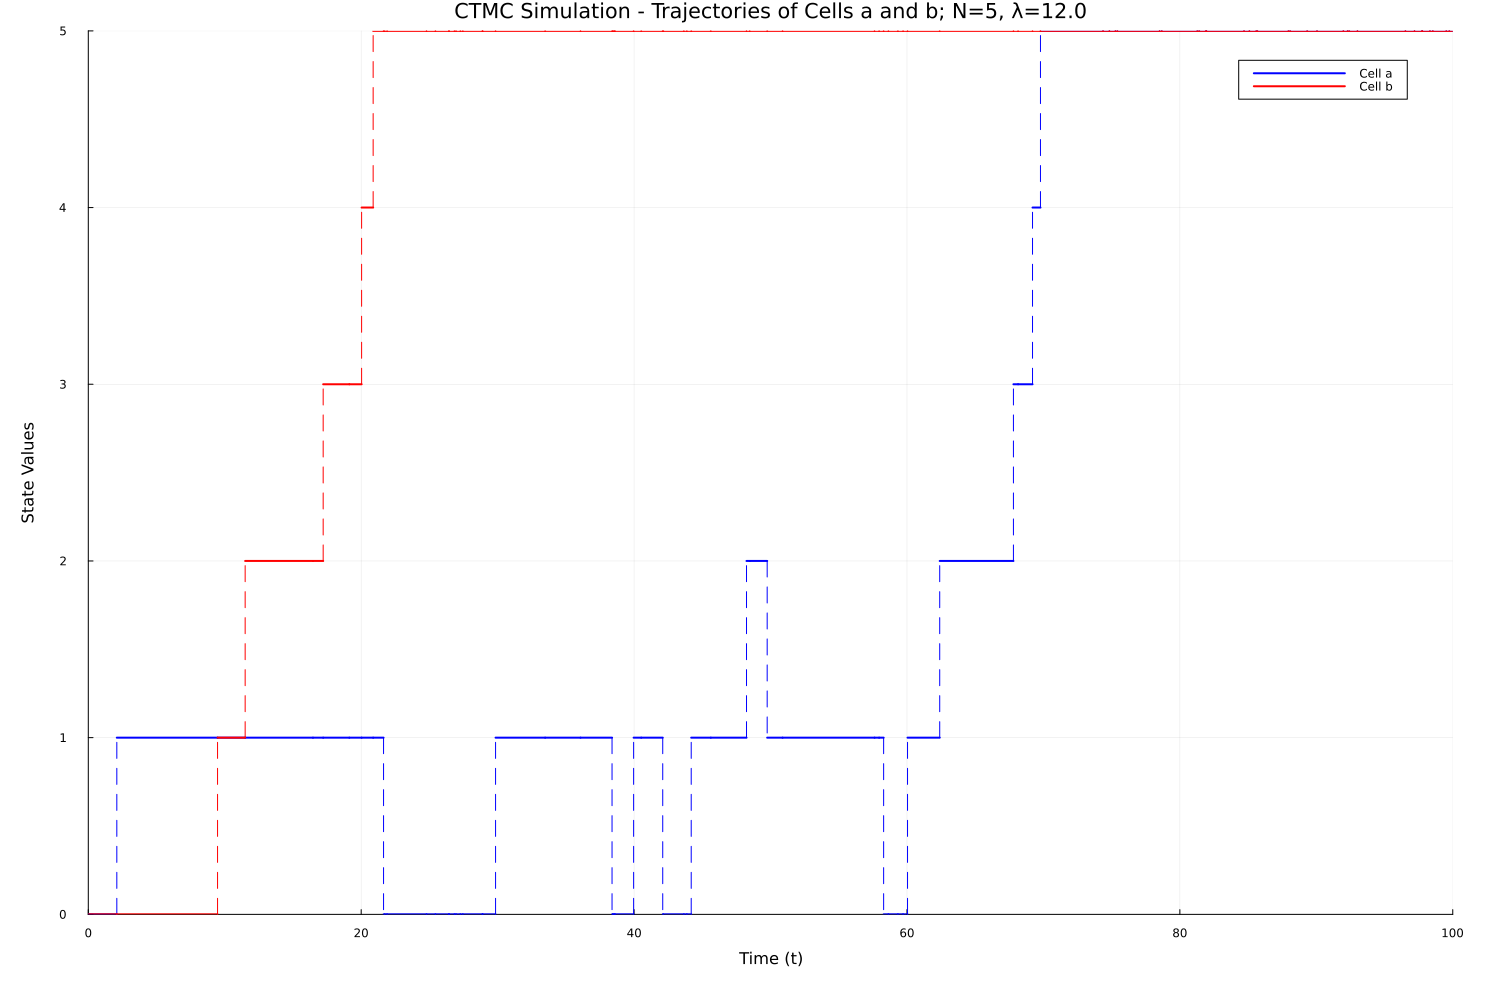 CTMC Simulation - Trajectories of Cells a and b; N=5, λ=12.0
5
Cell a
Cell b
4
3
State Values
2
1
0
0 20 40 60 80 100
Time (t)